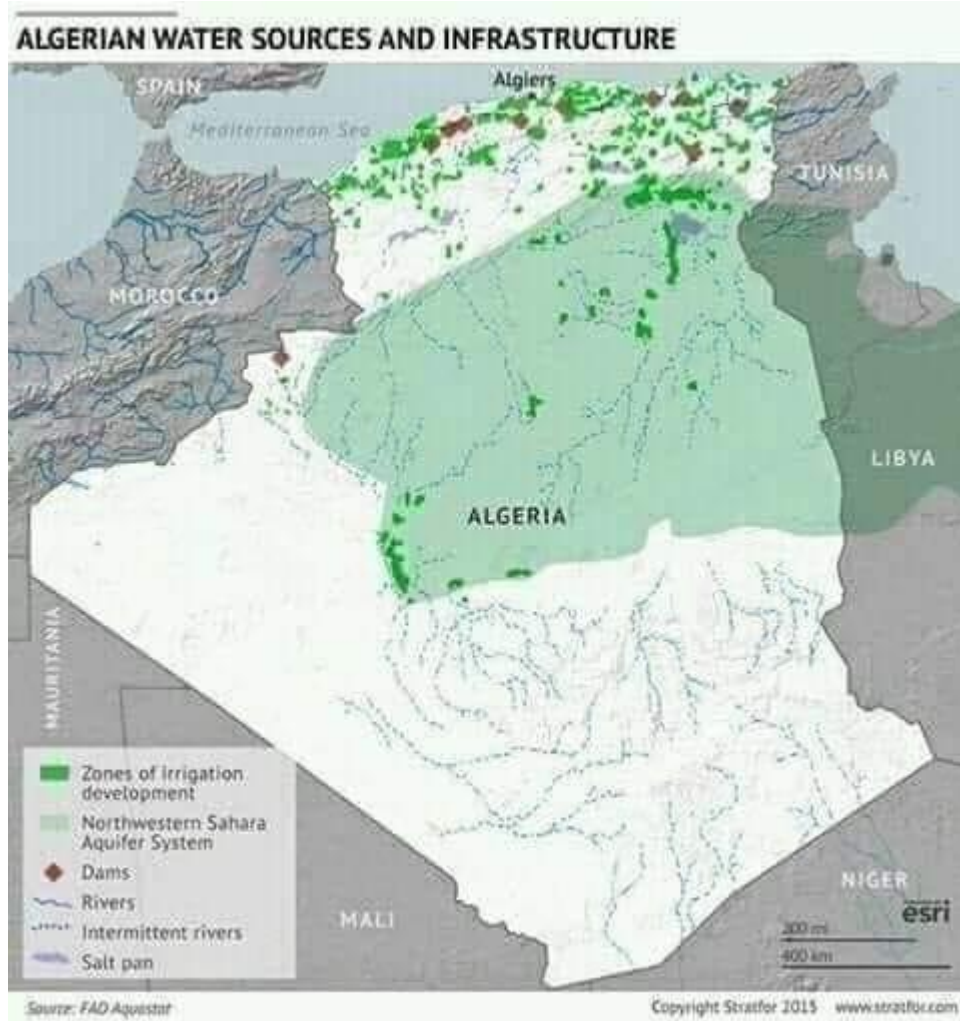 ALGERIAN WATER SOURCES AND INFRASTRUCTURE
SPAIN
Algiers
Mediterranean Sea
TUNISIA
MOROCCO
LIBYA
ALGERIA
MAURITANIA
Zones of irrigation
development
Northwestern Sahara
Aquifer System
Dams
Rivers
Intermittent rivers
Salt pan
MALI
NIGER
esri
200 mi
400 km
Source: FAO Aquastat
Copyright Stratfor 2015 www.stratfor.com